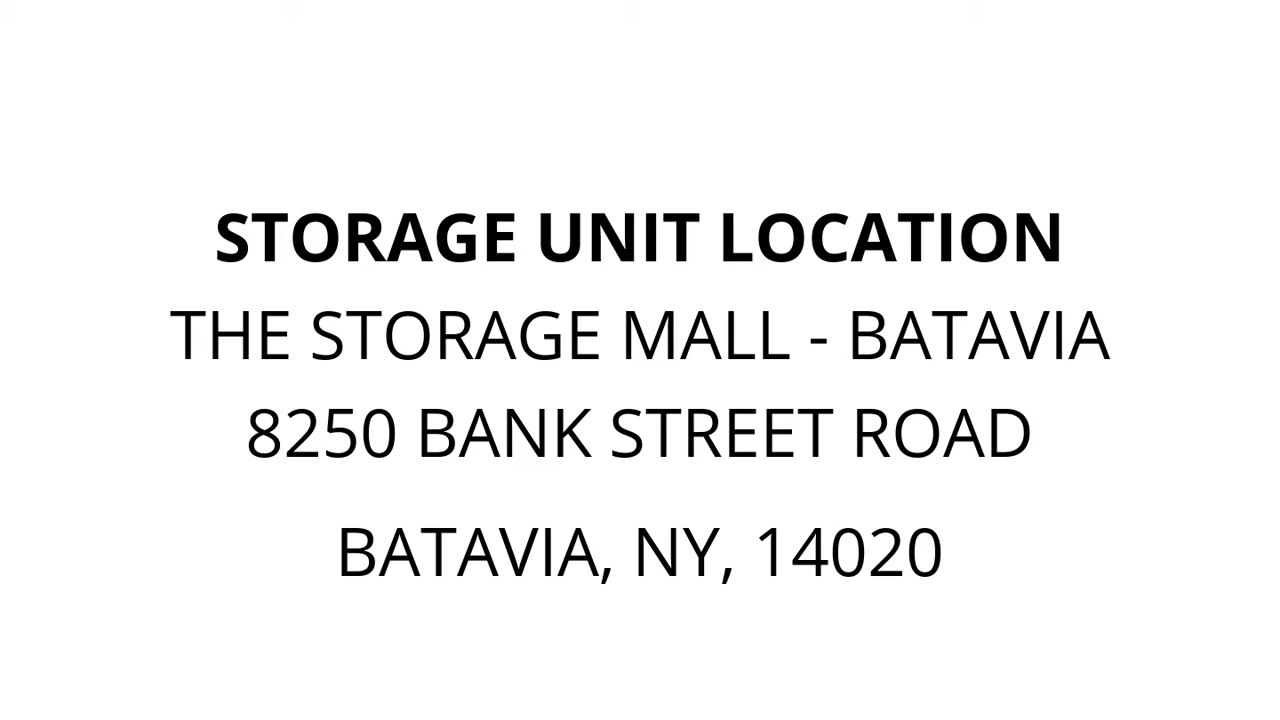 STORAGE UNIT LOCATION
THE STORAGE MALL - BATAVIA
8250 BANK STREET ROAD
BATAVIA, NY, 14020